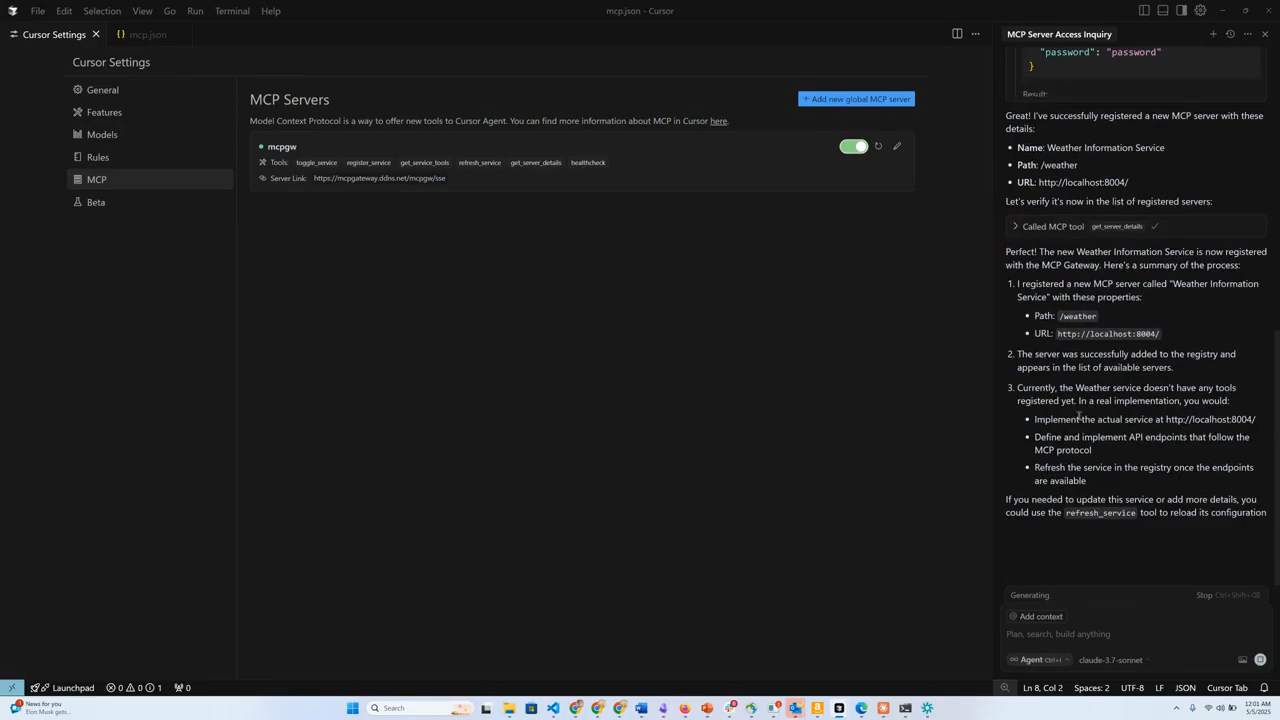 File Edit Selection View Go Run Terminal Help
mcp.json - Cursor
Cursor Settings
mcp.json
Cursor Settings
General
Features
Models
Rules
MCP
Beta
MCP Servers
+ Add new global MCP server
Model Context Protocol is a way to offer new tools to Cursor Agent. You can find more information about MCP in Cursor here.
mcpgw
Tools: toggle_service register_service get_service_tools refresh_service get_server_details healthcheck
Server Link: https://mcpgateway.ddns.net/mcpgw/sse
MCP Server Access Inquiry
"password": "password"
}
Result:
Great! I've successfully registered a new MCP server with these
details:
• Name: Weather Information Service
• Path: /weather
• URL: http://localhost:8004/
Let's verify it's now in the list of registered servers:
Called MCP tool get_server_details
Perfect! The new Weather Information Service is now registered
with the MCP Gateway. Here's a summary of the process:
1. I registered a new MCP server called "Weather Information
Service" with these properties:
• Path: /weather
• URL: http://localhost:8004/
2. The server was successfully added to the registry and
appears in the list of available servers.
3. Currently, the Weather service doesn't have any tools
registered yet. In a real implementation, you would:
• Implement the actual service at http://localhost:8004/
• Define and implement API endpoints that follow the
MCP protocol
• Refresh the service in the registry once the endpoints
are available
If you needed to update this service or add more details, you
could use the refresh_service tool to reload its configuration
Generating
Stop Ctrl+Shift+⌫
@ Add context
Plan, search, build anything
∞ Agent Ctrl+I
claude-3.7-sonnet
Launchpad 0 0 1 0
Ln 8, Col 2 Spaces: 2 UTF-8 LF JSON Cursor Tab
News for you
Elon Musk gets...
Search
12:01 AM
5/5/2025